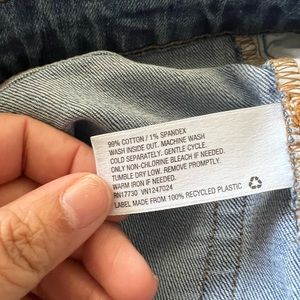 99% COTTON / 1% SPANDEX
WASH INSIDE OUT. MACHINE WASH
COLD SEPARATELY. GENTLE CYCLE.
ONLY NON-CHLORINE BLEACH IF NEEDED.
TUMBLE DRY LOW. REMOVE PROMPTLY.
WARM IRON IF NEEDED.
RN17730 VN1247024
LABEL MADE FROM 100% RECYCLED PLASTIC